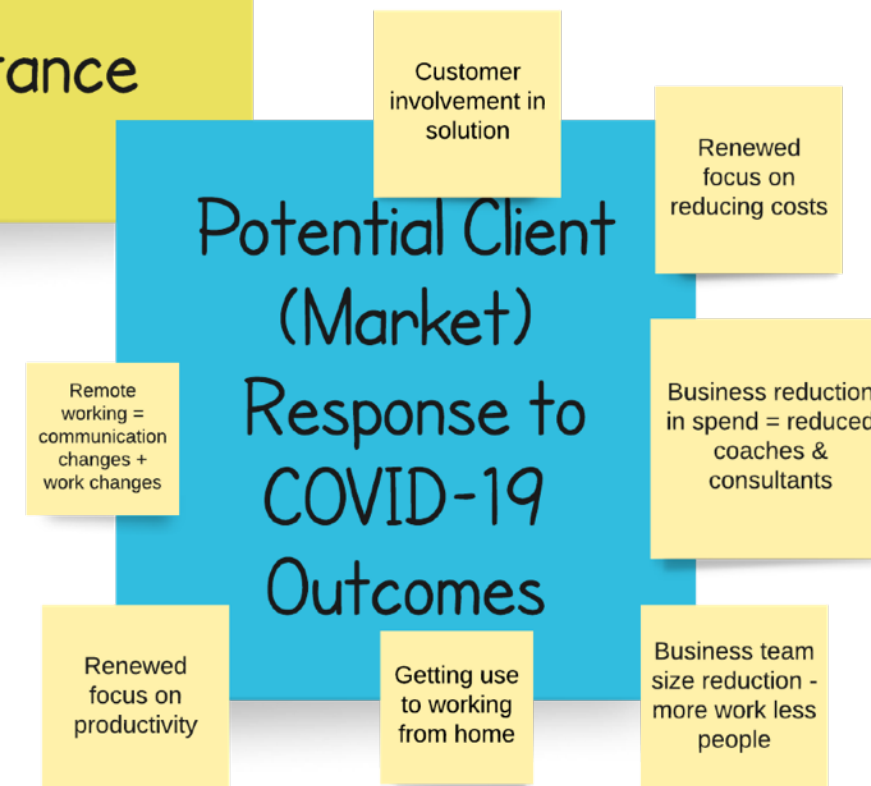 Customer
involvement in
solution
Renewed
focus on
reducing costs
Potential Client
(Market)
Response to
COVID-19
Outcomes
Remote
working =
communication
changes +
work changes
Business reduction
in spend = reduced
coaches &
consultants
Renewed
focus on
productivity
Getting use
to working
from home
Business team
size reduction -
more work less
people